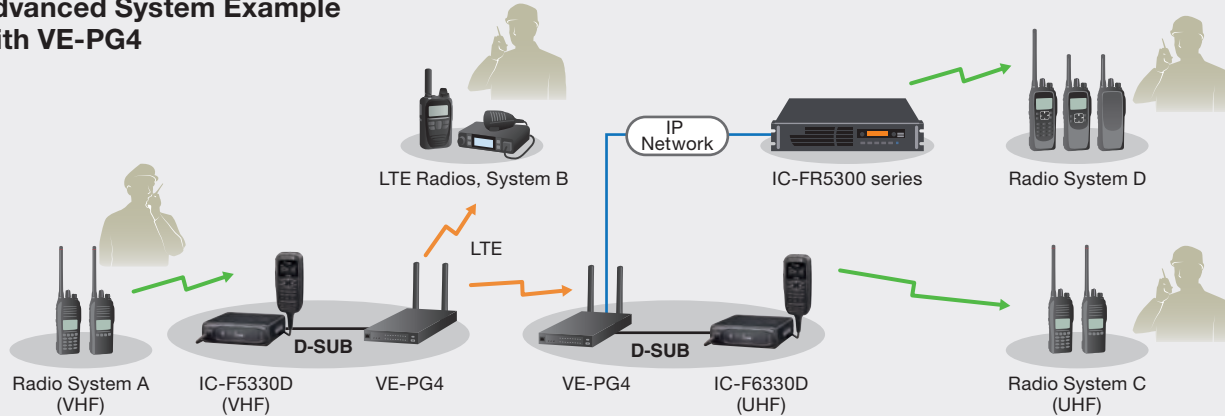 dvanced System Example
ith VE-PG4
IP
Network
LTE Radios, System B
IC-FR5300 series
Radio System D
LTE
D-SUB
D-SUB
Radio System A
(VHF)
IC-F5330D
(VHF)
VE-PG4
VE-PG4
IC-F6330D
(UHF)
Radio System C
(UHF)